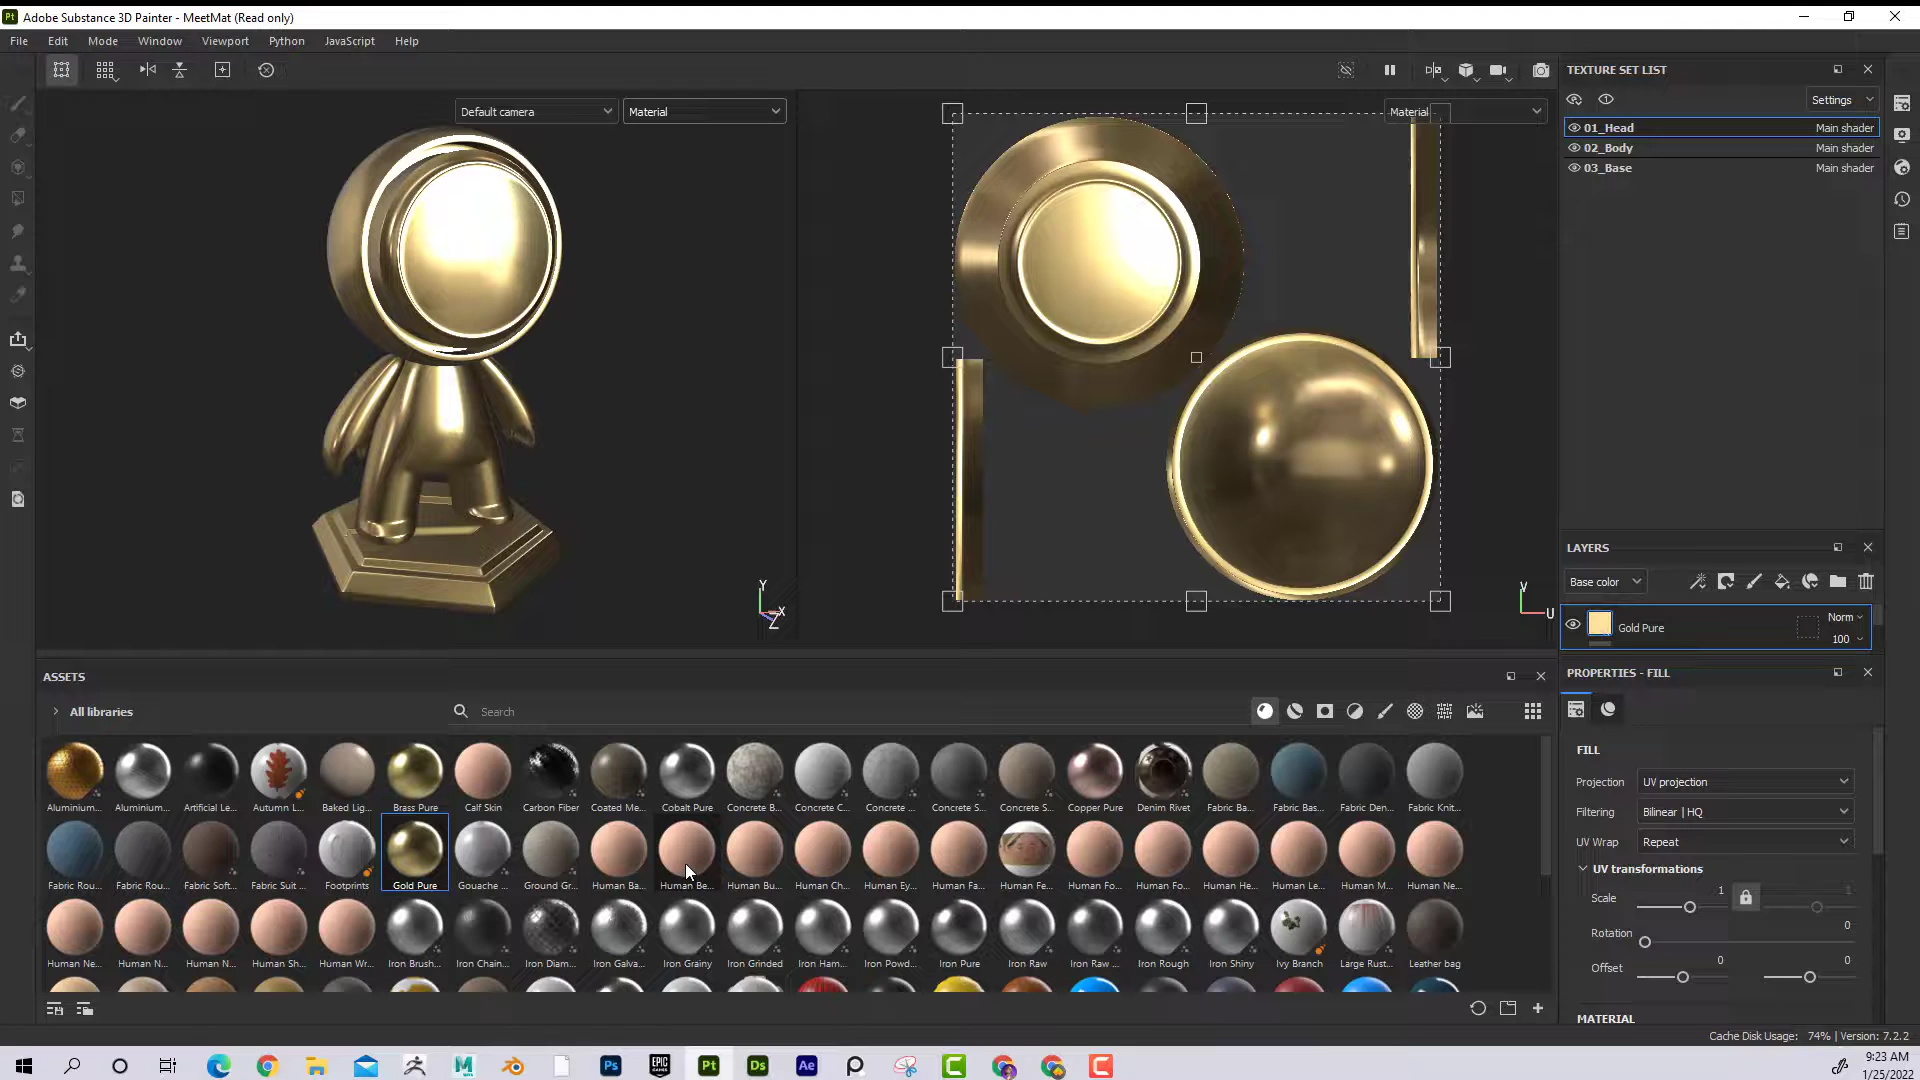 Pt Adobe Substance 3D Painter - MeetMat (Read only)
File Edit Mode Window Viewport Python JavaScript Help
Default camera
Material
Material
Y
X
Z
V
U
TEXTURE SET LIST
Settings
01_Head Main shader
02_Body Main shader
03_Base Main shader
LAYERS
Base color
Gold Pure
Norm
100
PROPERTIES - FILL
FILL
Projection UV projection
Filtering Bilinear | HQ
UV Wrap Repeat
UV transformations
Scale 1 1
Rotation 0
Offset 0 0
MATERIAL
ASSETS
All libraries
Search
Aluminium... Aluminium... Artificial Le... Autumn L... Baked Lig... Brass Pure Calf Skin Carbon Fiber Coated Me... Cobalt Pure Concrete B... Concrete C... Concrete ... Concrete S... Concrete S... Copper Pure Denim Rivet Fabric Ba... Fabric Bas... Fabric Den... Fabric Knit...
Fabric Rou... Fabric Rou... Fabric Soft... Fabric Suit ... Footprints Gold Pure Gouache ... Ground Gr... Human Ba... Human Be... Human Bu... Human Ch... Human Ey... Human Fa... Human Fe... Human Fo... Human Fo... Human He... Human Le... Human M... Human Ne...
Human Ne... Human N... Human N... Human Sh... Human Wr... Iron Brush... Iron Chain... Iron Diam... Iron Galva... Iron Grainy Iron Grinded Iron Ham... Iron Powd... Iron Pure Iron Raw Iron Raw ... Iron Rough Iron Shiny Ivy Branch Large Rust... Leather bag
Cache Disk Usage: 74% | Version: 7.2.2
Ps EPIC GAMES Pt Ds Ae
9:23 AM
1/25/2022